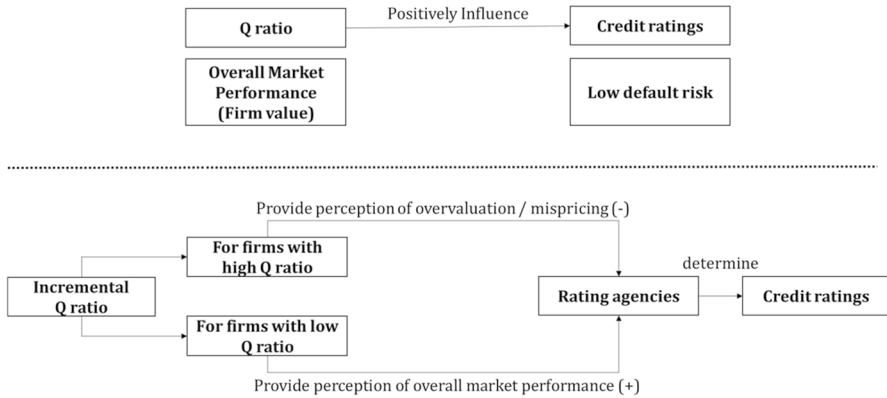 Q ratio
Positively Influence
Credit ratings
Overall Market
Performance
(Firm value)
Low default risk
Provide perception of overvaluation / mispricing (-)
For firms with
high Q ratio
Incremental
Q ratio
For firms with low
Q ratio
Rating agencies
determine
Credit ratings
Provide perception of overall market performance (+)